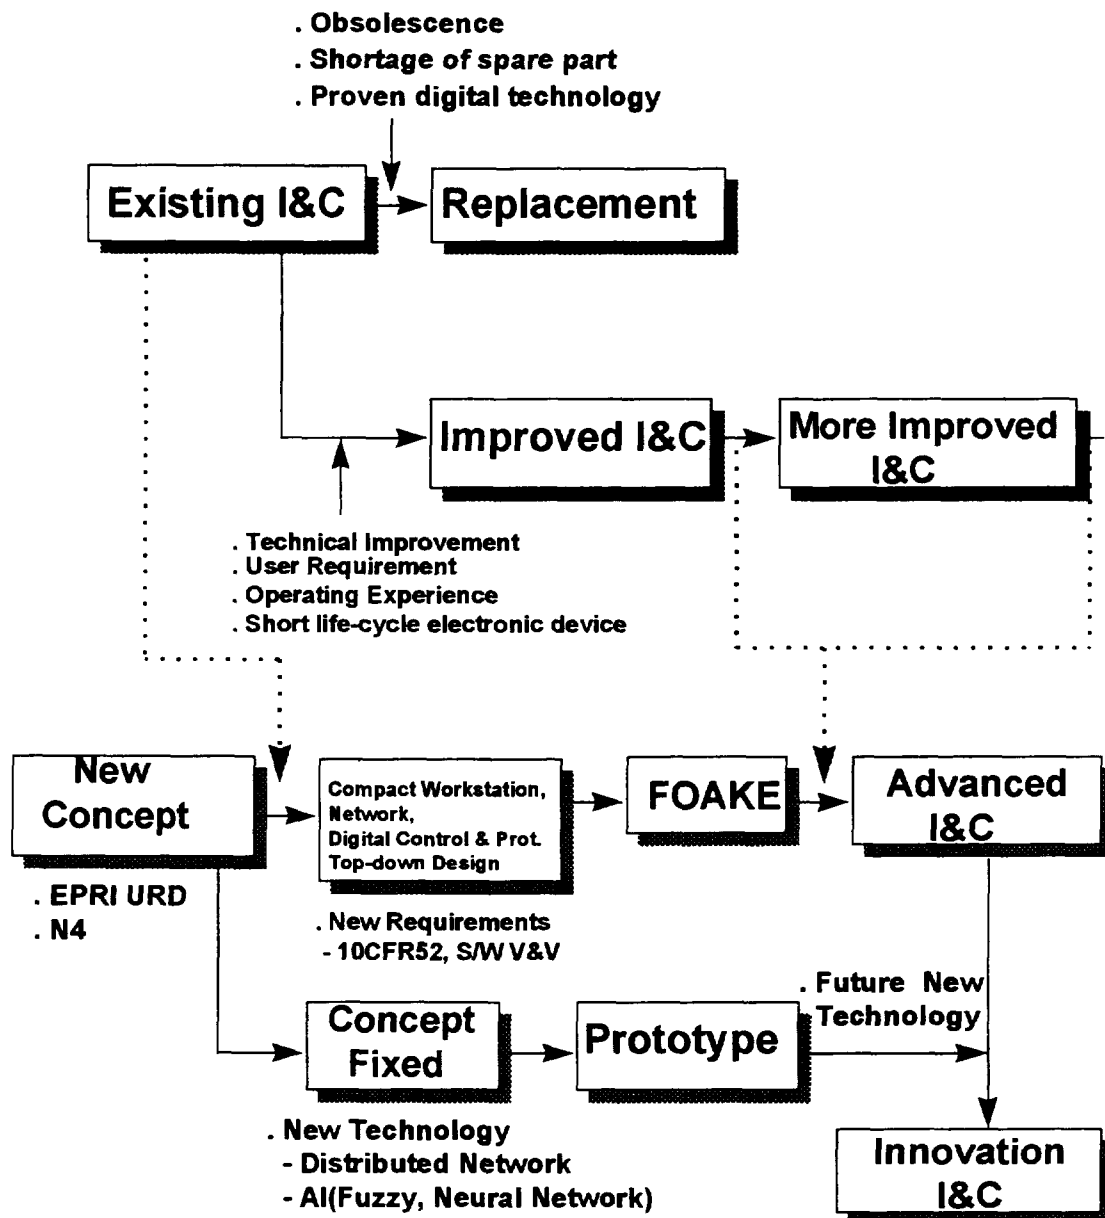 . Obsolescence
. Shortage of spare part
. Proven digital technology
Existing I&C
Replacement
Improved I&C
More Improved
I&C
. Technical Improvement
. User Requirement
. Operating Experience
. Short life-cycle electronic device
New
Concept
Compact Workstation,
Network,
Digital Control & Prot.
Top-down Design
FOAKE
Advanced
I&C
. EPRI URD
. N4
. New Requirements
- 10CFR52, S/W V&V
. Future New
Technology
Concept
Fixed
Prototype
. New Technology
- Distributed Network
- AI(Fuzzy, Neural Network)
Innovation
I&C